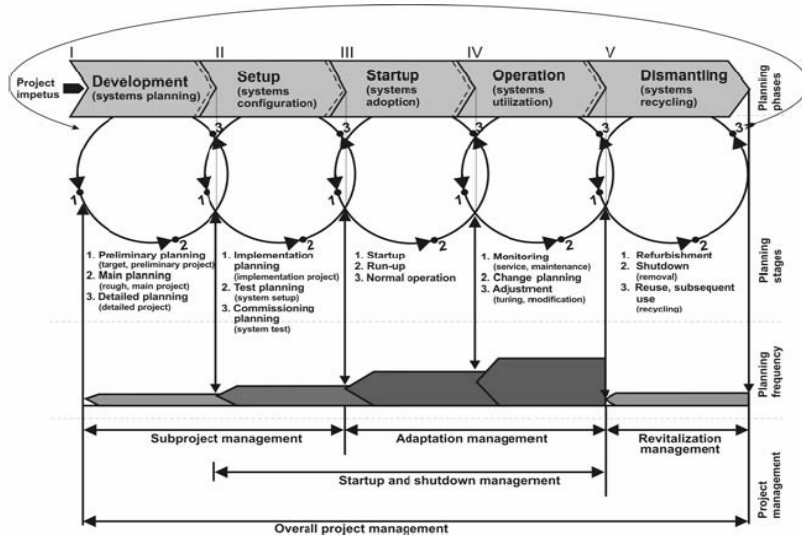 I II III IV V
Project
impetus
Development
(systems planning)
Setup
(systems
configuration)
Startup
(systems
adoption)
Operation
(systems
utilization)
Dismantling
(systems
recycling)
Planning
phases
3 3 3 3 3
1 1 1 1 1
2 2 2 2 2
1. Preliminary planning
(target, preliminary project)
2. Main planning
(rough, main project)
3. Detailed planning
(detailed project)
1. Implementation
planning
(implementation project)
2. Test planning
(system setup)
3. Commissioning
planning
(system test)
1. Startup
2. Run-up
3. Normal operation
1. Monitoring
(service, maintenance)
2. Change planning
3. Adjustment
(turing, modification)
1. Refurbishment
2. Shutdown
(removal)
3. Reuse, subsequent
use
(recycling)
Planning
stages
Planning
frequency
Subproject management
Adaptation management
Revitalization
management
Startup and shutdown management
Overall project management
Project
management